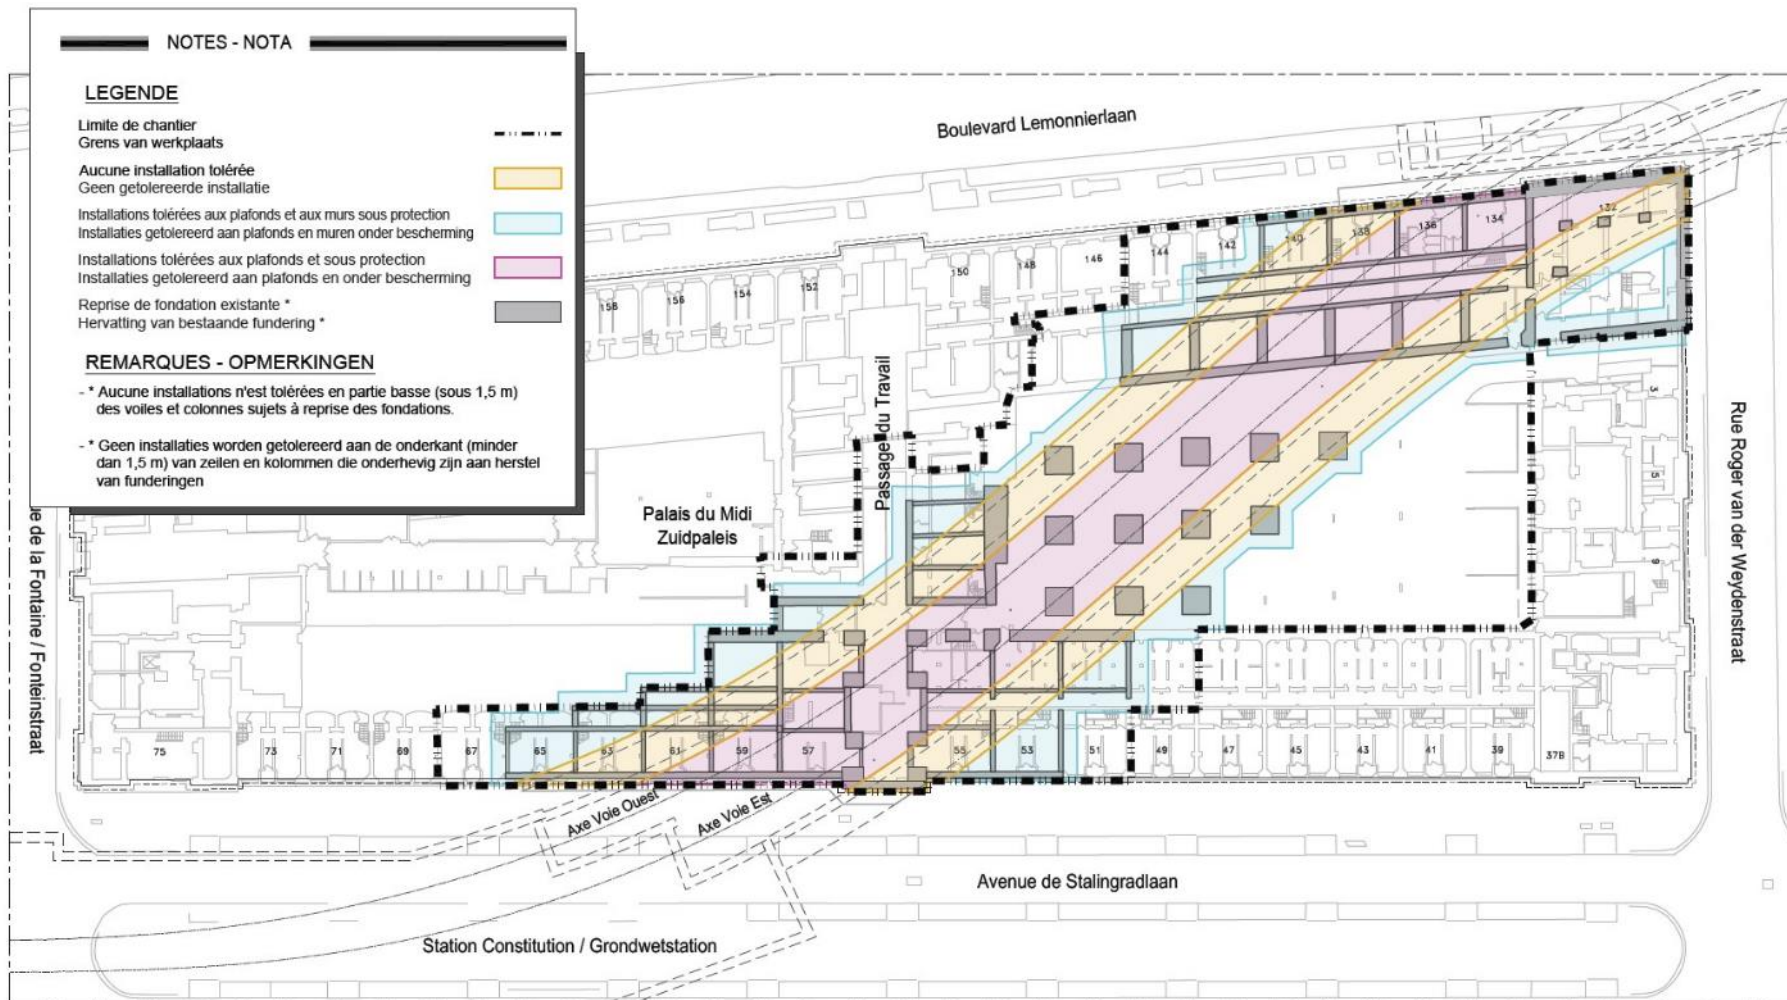 NOTES - NOTA
LEGENDE
Limite de chantier
Grens van werkplaats
Aucune installation tolérée
Geen getolereerde installatie
Installations tolérées aux plafonds et aux murs sous protection
Installaties getolereerd aan plafonds en muren onder bescherming
Installations tolérées aux plafonds et sous protection
Installaties getolereerd aan plafonds en onder bescherming
Reprise de fondation existante *
Hervatting van bestaande fundering *
REMARQUES - OPMERKINGEN
- * Aucune installations n'est tolérées en partie basse (sous 1,5 m)
des voiles et colonnes sujets à reprise des fondations.
- * Geen installaties worden getolereerd aan de onderkant (minder
dan 1,5 m) van zeilen en kolommen die onderhevig zijn aan herstel
van funderingen
Boulevard Lemonnierlaan
158 156 154 152 150 148 146 144 142 140 138 136 134 132
Passage du Travail
Palais du Midi
Zuidpaleis
ue de la Fontaine / Fonteinstraat
Rue Roger van der Weydenstraat
3
5
9
75 73 71 69 67 65 63 61 59 57 55 53 51 49 47 45 43 41 39 37B
Axe Voie Ouest
Axe Voie Est
Avenue de Stalingradlaan
Station Constitution / Grondwetstation